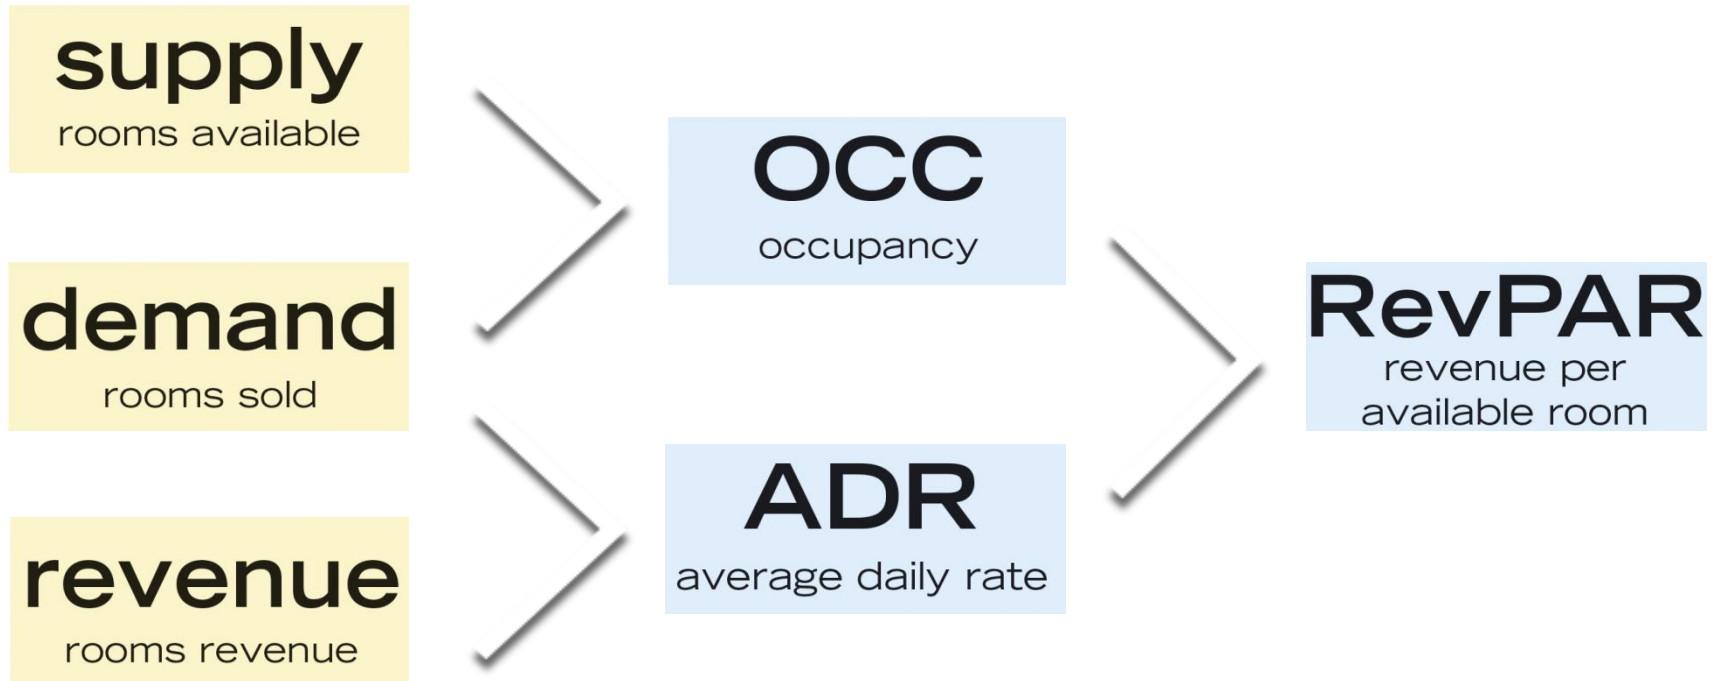 supply
rooms available
demand
rooms sold
revenue
rooms revenue
OCC
occupancy
ADR
average daily rate
RevPAR
revenue per
available room